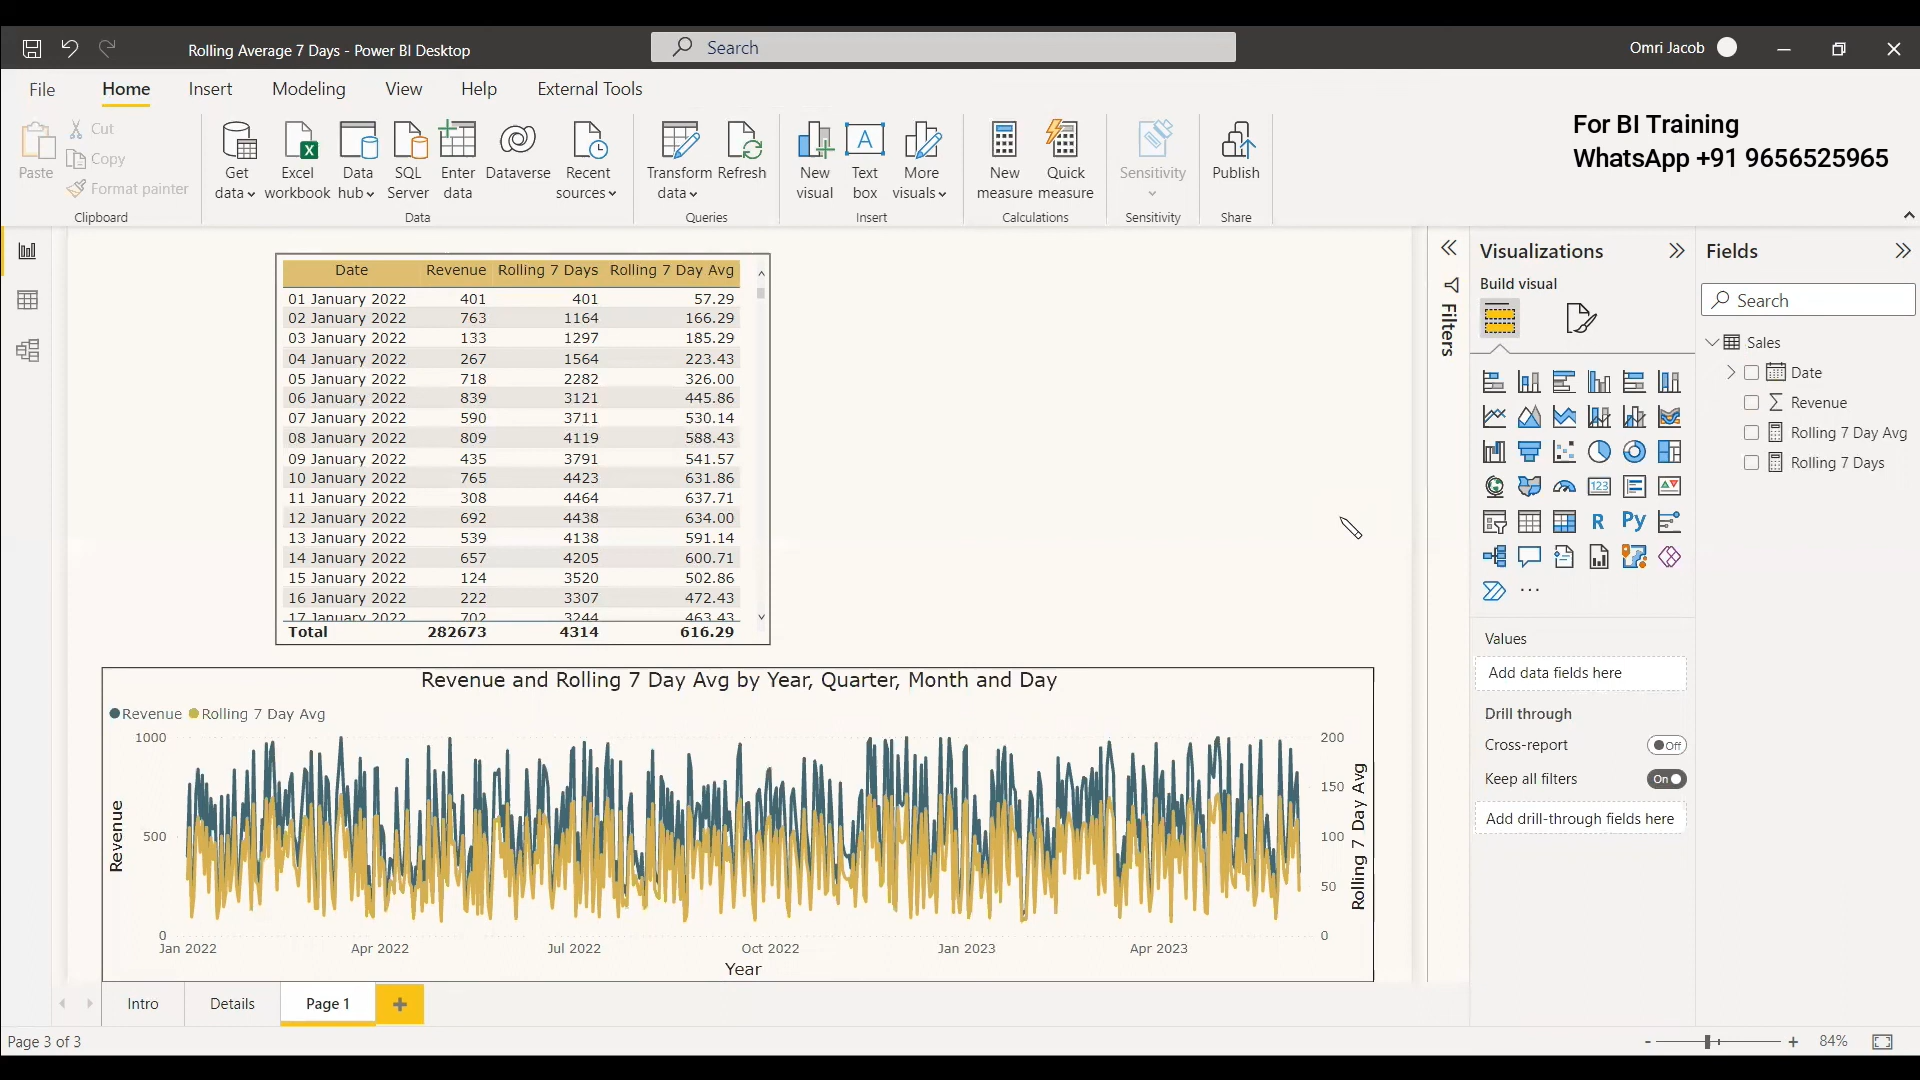 Rolling Average 7 Days - Power BI Desktop
Search
Omri Jacob
File Home Insert Modeling View Help External Tools
For BI Training
WhatsApp +91 9656525965
Paste
Cut
Copy
Format painter
Clipboard
Get data
Excel workbook
Data hub
SQL Server
Enter data
Dataverse
Recent sources
Data
Transform data
Refresh
Queries
New visual
Text box
More visuals
Insert
New measure
Quick measure
Calculations
Sensitivity
Sensitivity
Publish
Share
Date Revenue Rolling 7 Days Rolling 7 Day Avg
01 January 2022 401 401 57.29
02 January 2022 763 1164 166.29
03 January 2022 133 1297 185.29
04 January 2022 267 1564 223.43
05 January 2022 718 2282 326.00
06 January 2022 839 3121 445.86
07 January 2022 590 3711 530.14
08 January 2022 809 4119 588.43
09 January 2022 435 3791 541.57
10 January 2022 765 4423 631.86
11 January 2022 308 4464 637.71
12 January 2022 692 4438 634.00
13 January 2022 539 4138 591.14
14 January 2022 657 4205 600.71
15 January 2022 124 3520 502.86
16 January 2022 222 3307 472.43
17 January 2022 702 3244 463.43
Total 282673 4314 616.29
Revenue and Rolling 7 Day Avg by Year, Quarter, Month and Day
Revenue Rolling 7 Day Avg
1000
500
0
Revenue
200
150
100
50
0
Rolling 7 Day Avg
Jan 2022 Apr 2022 Jul 2022 Oct 2022 Jan 2023 Apr 2023
Year
Filters
Visualizations
Build visual
123
R
Py
Values
Add data fields here
Drill through
Cross-report Off
Keep all filters On
Add drill-through fields here
Fields
Search
Sales
Date
Revenue
Rolling 7 Day Avg
Rolling 7 Days
Intro Details Page 1 +
Page 3 of 3
- + 84%